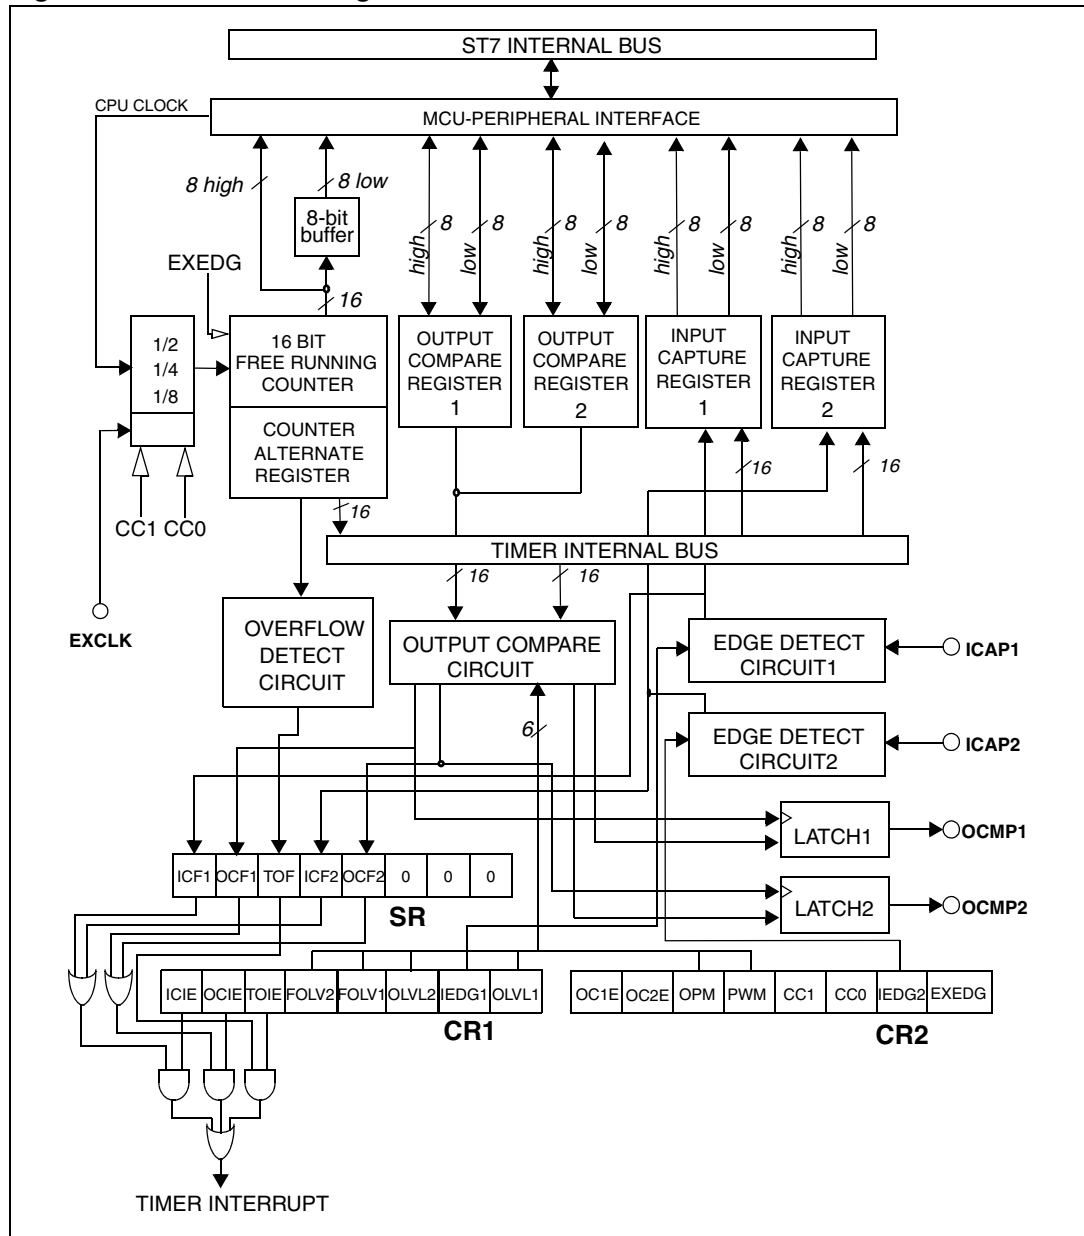 ST7 INTERNAL BUS
CPU CLOCK
MCU-PERIPHERAL INTERFACE
8 high
8 low
8-bit
buffer
high
8
low
8
high
8
low
8
high
8
low
8
high
8
low
8
EXEDG
16
1/2
1/4
1/8
16 BIT
FREE RUNNING
COUNTER
OUTPUT
COMPARE
REGISTER
1
OUTPUT
COMPARE
REGISTER
2
INPUT
CAPTURE
REGISTER
1
INPUT
CAPTURE
REGISTER
2
COUNTER
ALTERNATE
REGISTER
16
16
16
CC1 CC0
TIMER INTERNAL BUS
16
16
EXCLK
OVERFLOW
DETECT
CIRCUIT
OUTPUT COMPARE
CIRCUIT
EDGE DETECT
CIRCUIT1
ICAP1
6
EDGE DETECT
CIRCUIT2
ICAP2
LATCH1
OCMP1
ICF1 OCF1 TOF ICF2 OCF2 0 0 0
SR
LATCH2
OCMP2
ICIE OCIE TOIE FOLV2 FOLV1 OLVL2 IEDG1 OLVL1
CR1
OC1E OC2E OPM PWM CC1 CC0 IEDG2 EXEDG
CR2
TIMER INTERRUPT